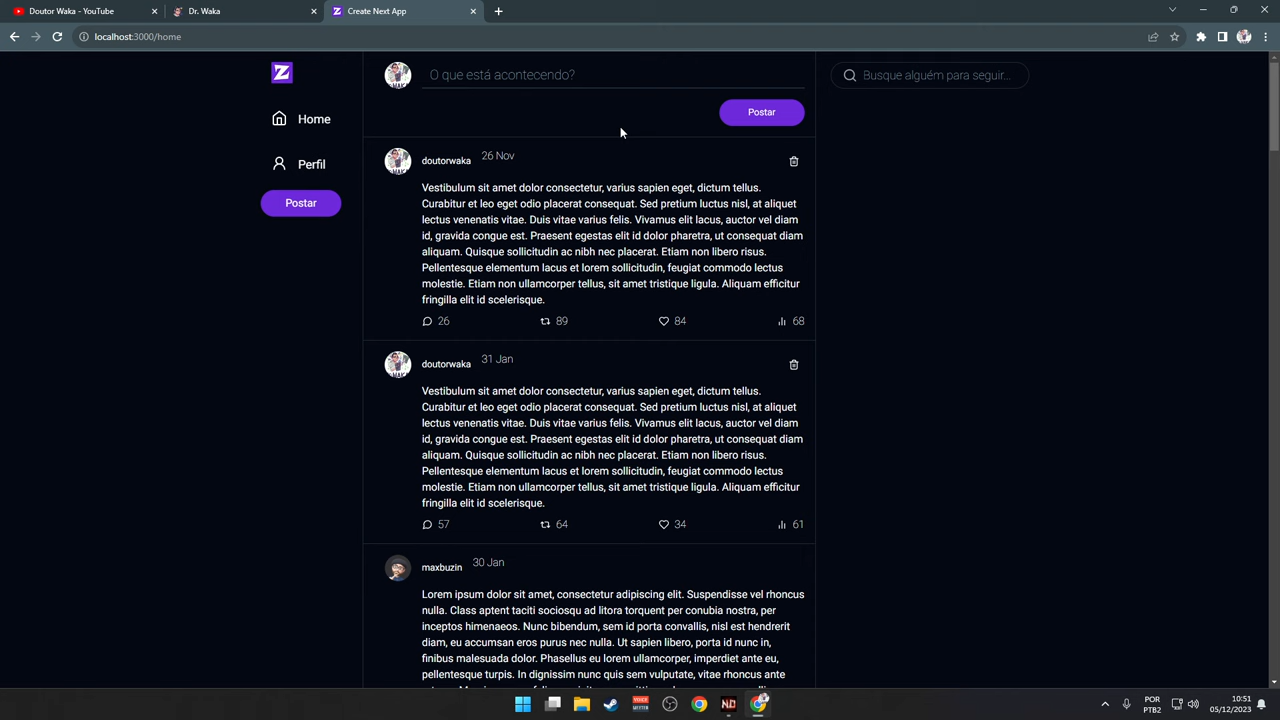 Doutor Waka - YouTube
Dr. Waka
Create Next App
localhost:3000/home
Z
Home
Perfil
Postar
O que está acontecendo?
Postar
Busque alguém para seguir...
doutorwaka 26 Nov
Vestibulum sit amet dolor consectetur, varius sapien eget, dictum tellus.
Curabitur et leo eget odio placerat consequat. Sed pretium luctus nisl, at aliquet
lectus venenatis vitae. Duis vitae varius felis. Vivamus elit lacus, auctor vel diam
id, gravida congue est. Praesent egestas elit id dolor pharetra, ut consequat diam
aliquam. Quisque sollicitudin ac nibh nec placerat. Etiam non libero risus.
Pellentesque elementum lacus et lorem sollicitudin, feugiat commodo lectus
molestie. Etiam non ullamcorper tellus, sit amet tristique ligula. Aliquam efficitur
fringilla elit id scelerisque.
26 89 84 68
doutorwaka 31 Jan
Vestibulum sit amet dolor consectetur, varius sapien eget, dictum tellus.
Curabitur et leo eget odio placerat consequat. Sed pretium luctus nisl, at aliquet
lectus venenatis vitae. Duis vitae varius felis. Vivamus elit lacus, auctor vel diam
id, gravida congue est. Praesent egestas elit id dolor pharetra, ut consequat diam
aliquam. Quisque sollicitudin ac nibh nec placerat. Etiam non libero risus.
Pellentesque elementum lacus et lorem sollicitudin, feugiat commodo lectus
molestie. Etiam non ullamcorper tellus, sit amet tristique ligula. Aliquam efficitur
fringilla elit id scelerisque.
57 64 34 61
maxbuzin 30 Jan
Lorem ipsum dolor sit amet, consectetur adipiscing elit. Suspendisse vel rhoncus
nulla. Class aptent taciti sociosqu ad litora torquent per conubia nostra, per
inceptos himenaeos. Nunc bibendum, sem id porta convallis, nisl est hendrerit
diam, eu accumsan eros purus nec nulla. Ut sapien libero, porta id nunc in,
finibus malesuada dolor. Phasellus eu lorem ullamcorper, imperdiet ante eu,
pellentesque turpis. In dignissim nunc quis sem vulputate, vitae rhoncus ante
ND
POR
PTB2
10:51
05/12/2023